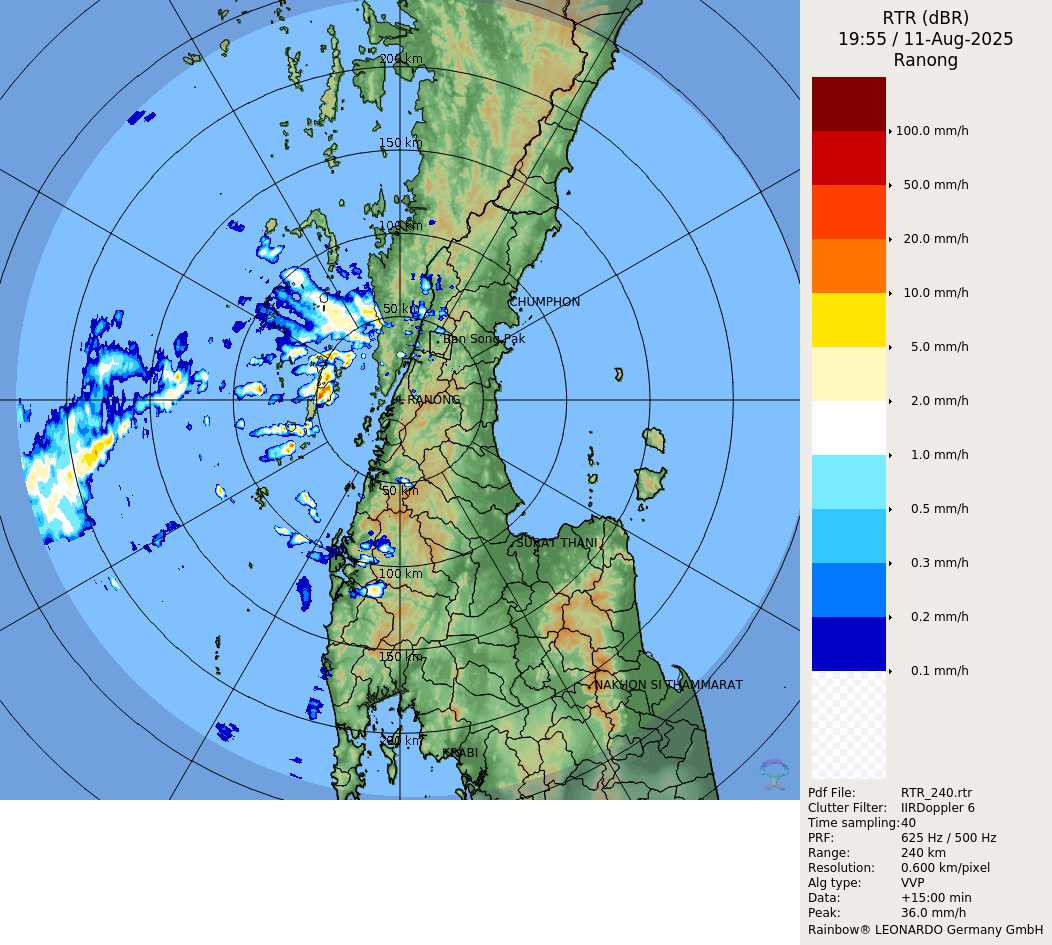 RTR (dBR)
19:55 / 11-Aug-2025
Ranong
200 km
150 km
100 km
50 km
CHUMPHON
Ban Song Pak
RANONG
50 km
SURAT THANI
100 km
150 km
NAKHON SI THAMMARAT
200 km
KRABI
100.0 mm/h
50.0 mm/h
20.0 mm/h
10.0 mm/h
5.0 mm/h
2.0 mm/h
1.0 mm/h
0.5 mm/h
0.3 mm/h
0.2 mm/h
0.1 mm/h
Pdf File: RTR_240.rtr
Clutter Filter: IIRDoppler 6
Time sampling:40
PRF: 625 Hz / 500 Hz
Range: 240 km
Resolution: 0.600 km/pixel
Alg type: VVP
Data: +15:00 min
Peak: 36.0 mm/h
Rainbow® LEONARDO Germany GmbH